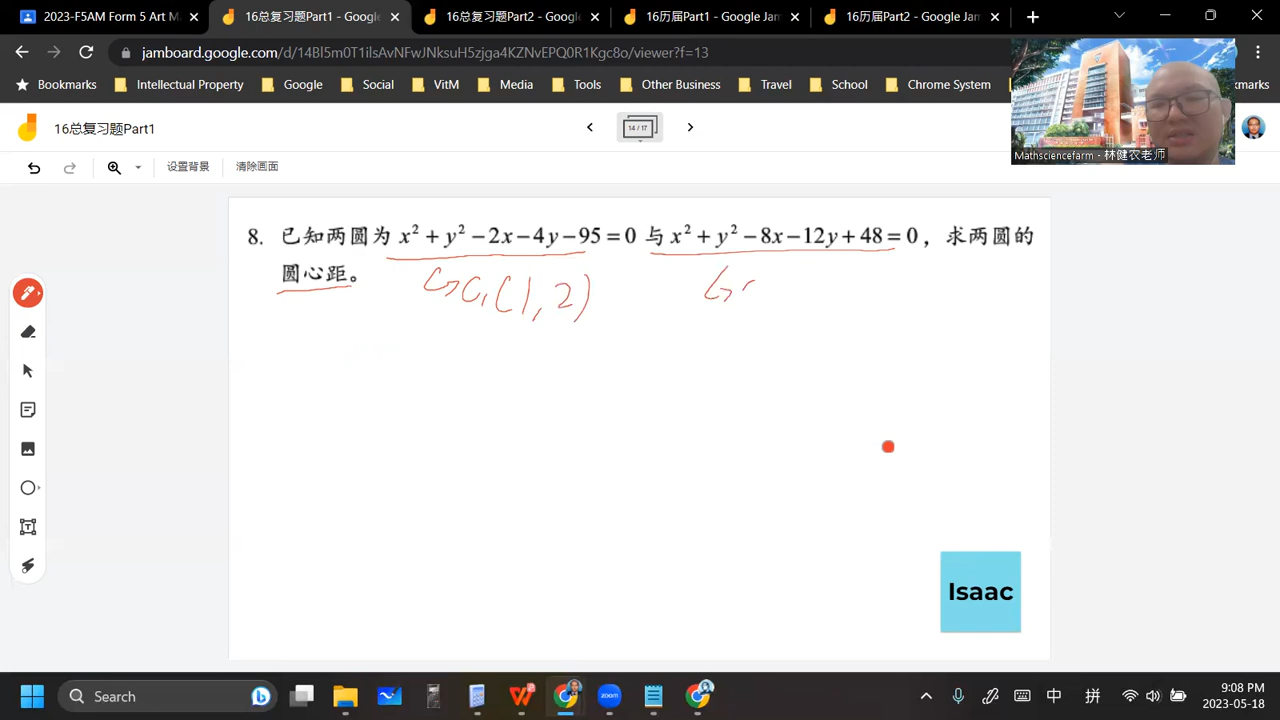 2023-F5AM Form 5 Art M
16总复习题Part1 - Google
16总复习题Part2 - Google
16历届Part1 - Google Jam
16历届Part2 - Google Jam
jamboard.google.com/d/14BI5m0T1ilsAyNFwJNksuH5zjgs4KZNvEPQ0R1Kgc8o/viewer?f=13
Bookmarks
Intellectual Property
Google
Social
VitM
Media
Tools
Other Business
Travel
School
Chrome System
marks
16总复习题Part1
14 / 17
Mathsciencefarm - 林健农老师
设置背景
清除画面
8. 已知两圆为 x² + y² − 2x − 4y − 95 = 0 与 x² + y² − 8x − 12y + 48 = 0，求两圆的
圆心距。
C₁(1, 2)
Isaac
Search
中
拼
9:08 PM
2023-05-18